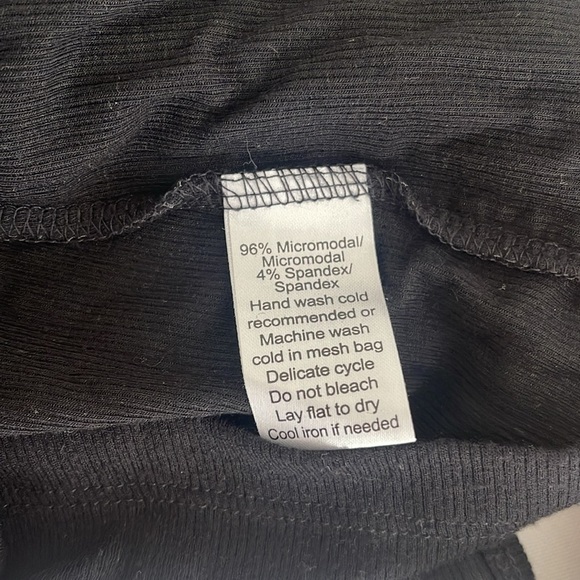 96% Micromodal/
Micromodal
4% Spandex/
Spandex
Hand wash cold
recommended or
Machine wash
cold in mesh bag
Delicate cycle
Do not bleach
Lay flat to dry
Cool iron if needed